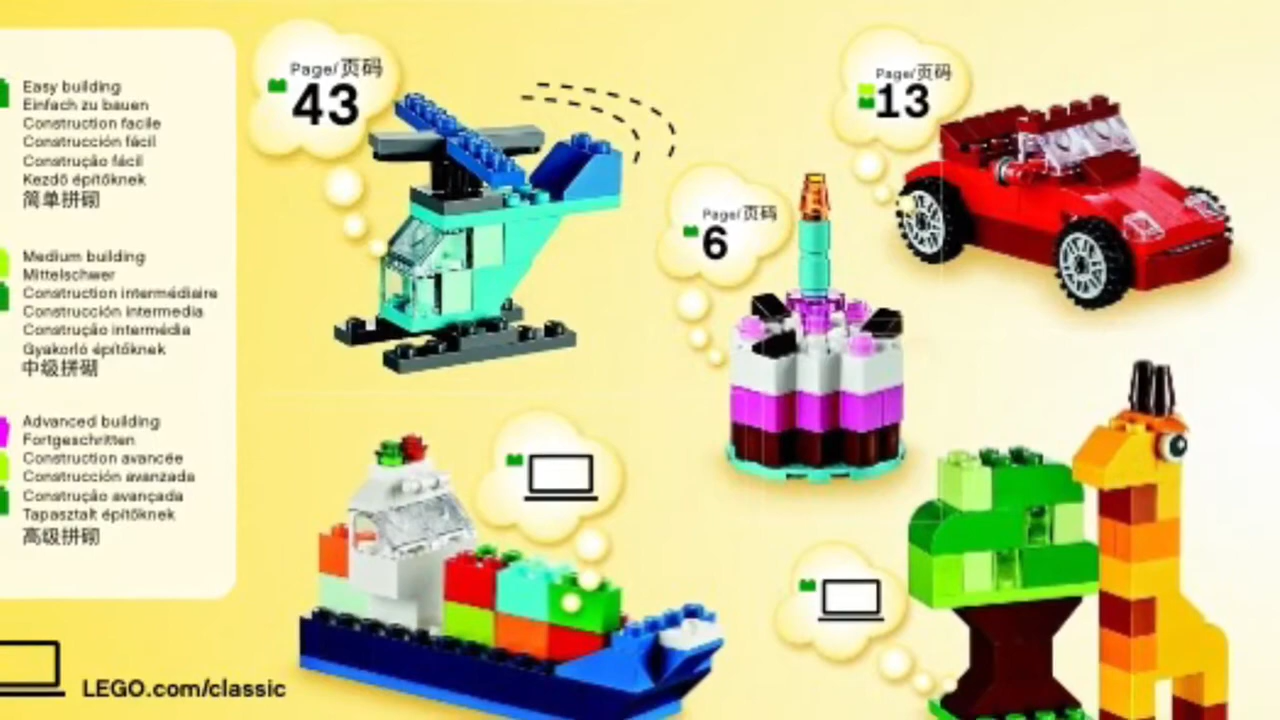 Easy building
Einfach zu bauen
Construction facile
Construcción fácil
Construção fácil
Kezdő építőknek
简单拼砌
Medium building
Mittelschwer
Construction intermédiaire
Construcción intermedia
Construção intermédia
Gyakorló építőknek
中级拼砌
Advanced building
Fortgeschritten
Construction avancée
Construcción avanzada
Construção avançada
Tapasztalt építőknek
高级拼砌
LEGO.com/classic
Page/页码
43
Page/页码
13
Page/页码
6